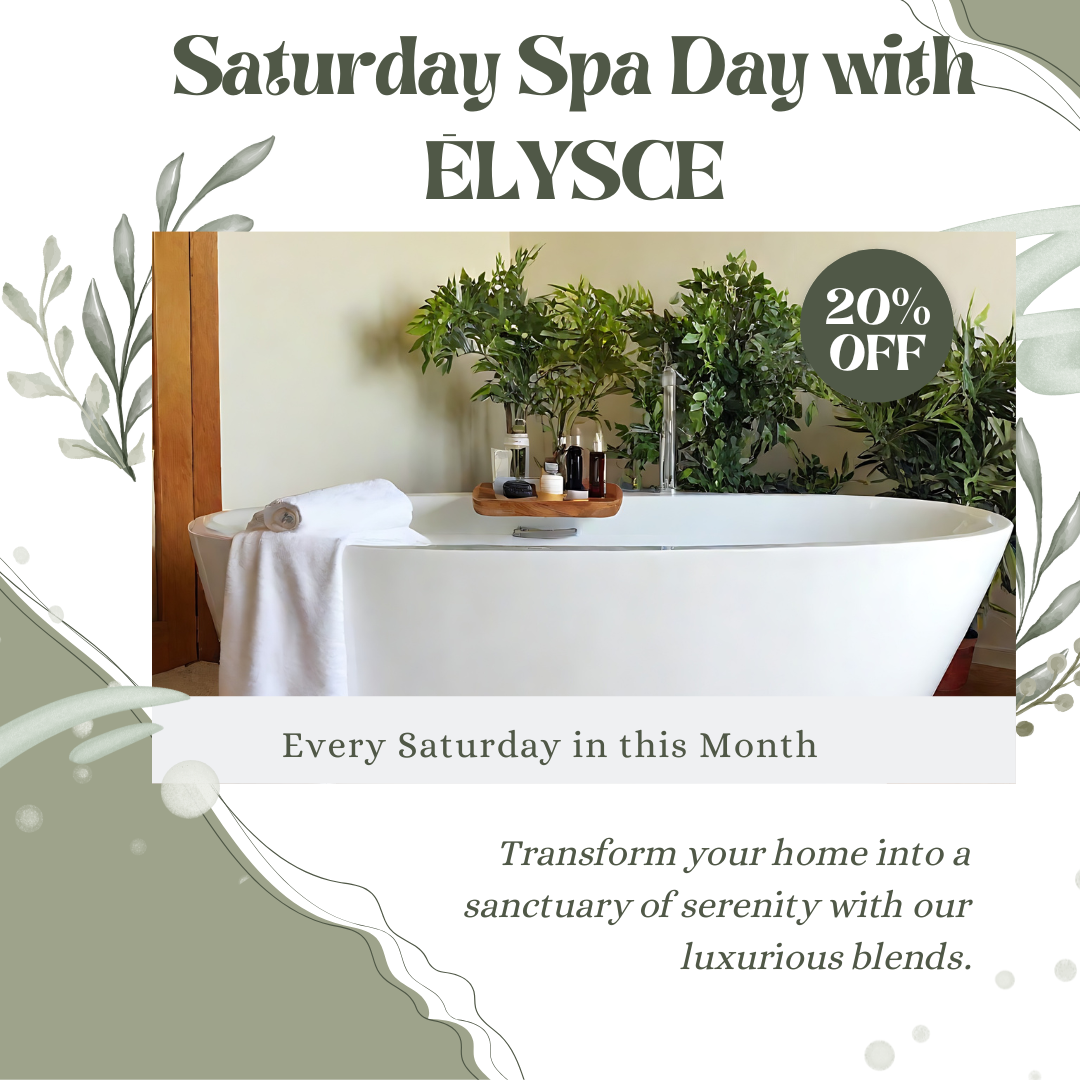 Saturday Spa Day with
ĒLYSCE
20%
OFF
Every Saturday in this Month
Transform your home into a
sanctuary of serenity with our
luxurious blends.